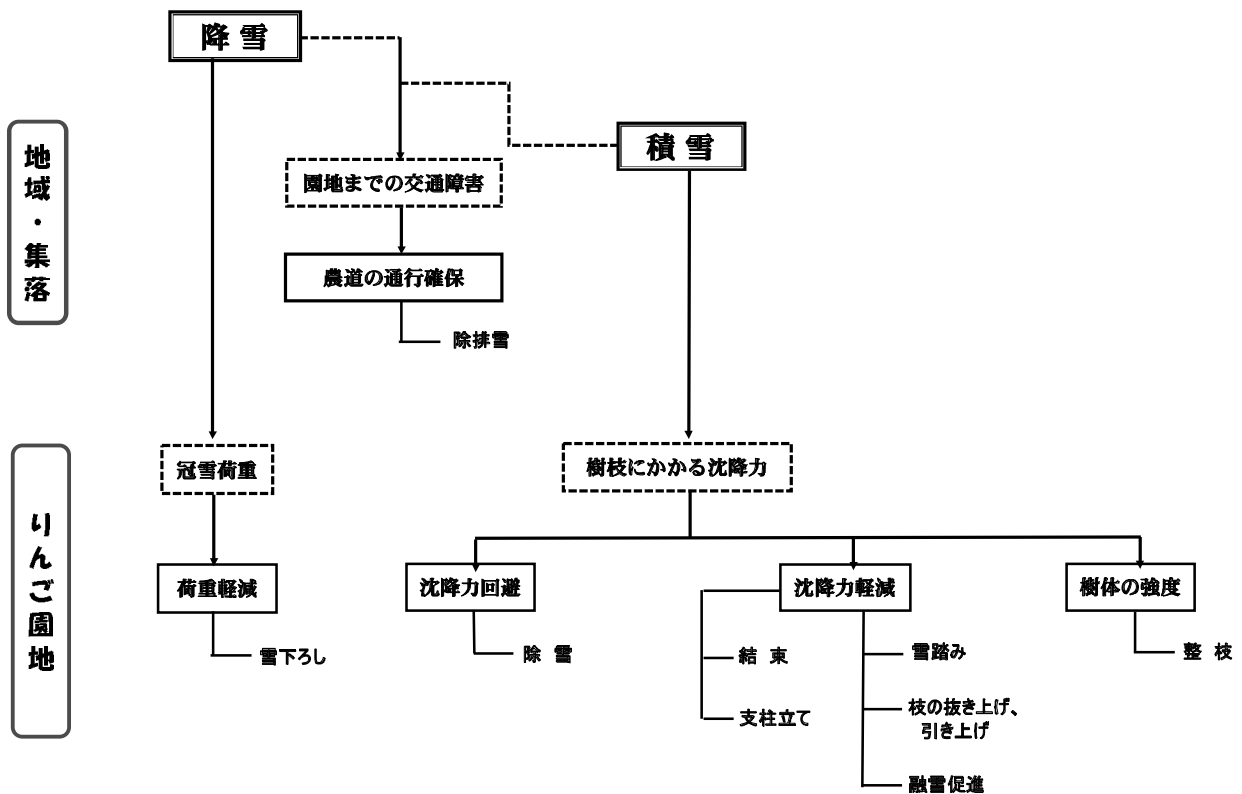 降雪
積雪
地域・集落
園地までの交通障害
農道の通行確保
除排雪
りんご園地
冠雪荷重
樹枝にかかる沈降力
荷重軽減
沈降力回避
沈降力軽減
樹体の強度
雪下ろし
除 雪
結 束
支柱立て
雪踏み
枝の抜き上げ、
引き上げ
融雪促進
整 枝